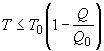 T ≤ T₀(1 − Q/Q₀)